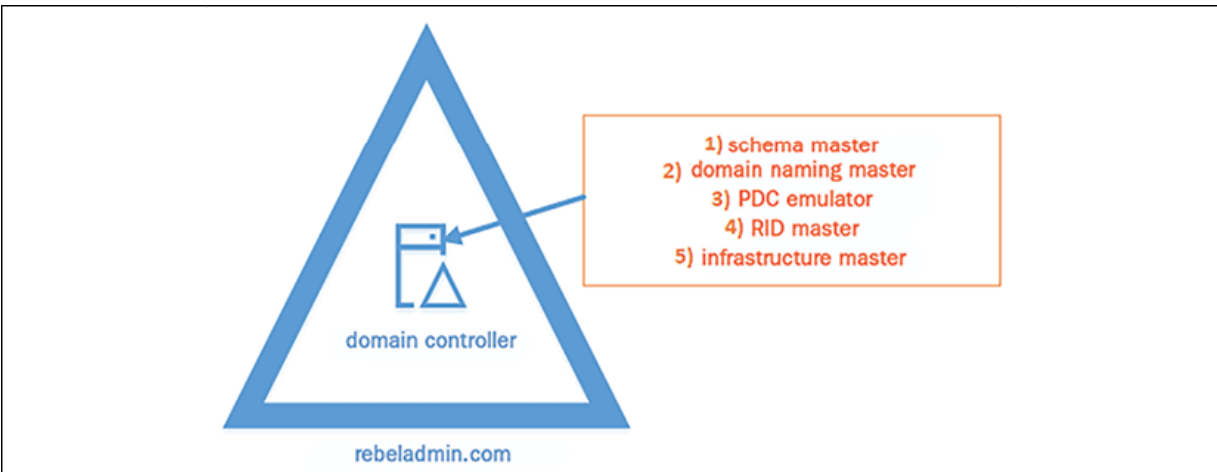 1) schema master
2) domain naming master
3) PDC emulator
4) RID master
5) infrastructure master
domain controller
rebeladmin.com